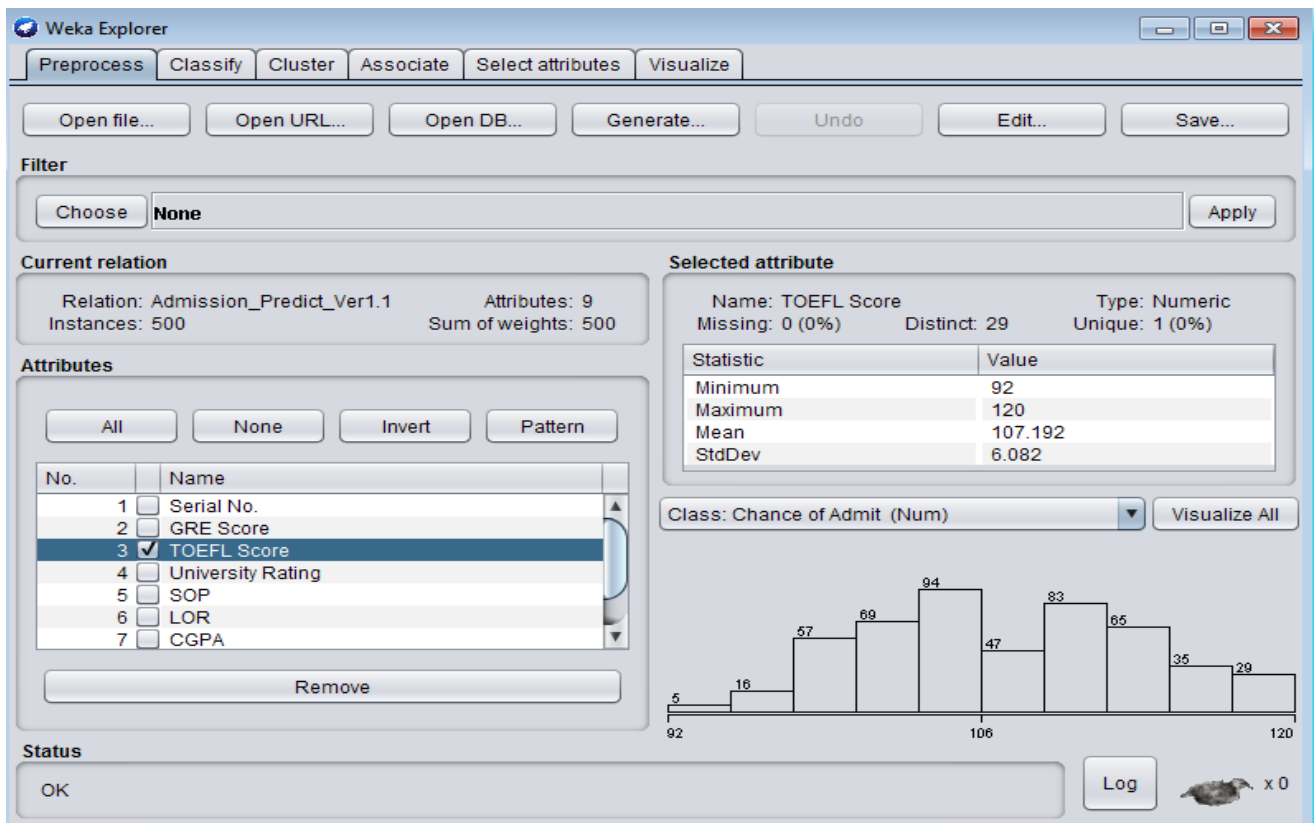 Weka Explorer
Preprocess Classify Cluster Associate Select attributes Visualize
Open file... Open URL... Open DB... Generate... Undo Edit... Save...
Filter
Choose None Apply
Current relation
Relation: Admission_Predict_Ver1.1 Attributes: 9
Instances: 500 Sum of weights: 500
Attributes
All None Invert Pattern
No. Name
1 Serial No.
2 GRE Score
3 TOEFL Score
4 University Rating
5 SOP
6 LOR
7 CGPA
Remove
Selected attribute
Name: TOEFL Score Type: Numeric
Missing: 0 (0%) Distinct: 29 Unique: 1 (0%)
Statistic Value
Minimum 92
Maximum 120
Mean 107.192
StdDev 6.082
Class: Chance of Admit (Num) Visualize All
5 16 57 69 94 47 83 65 35 29
92 106 120
Status
OK
Log x 0